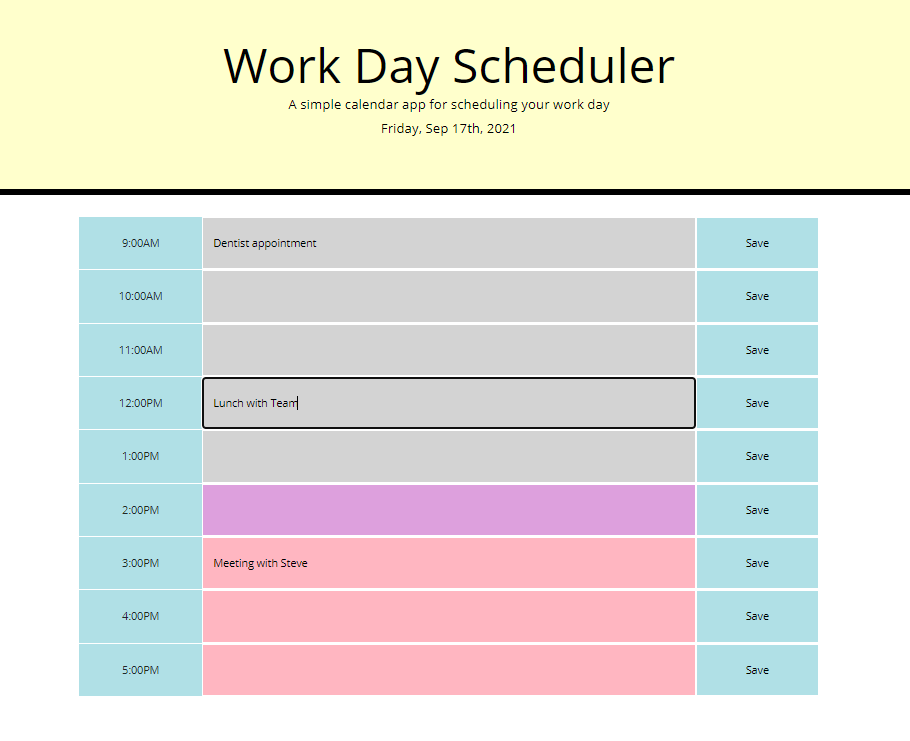 Work Day Scheduler
A simple calendar app for scheduling your work day
Friday, Sep 17th, 2021
9:00AM Dentist appointment Save
10:00AM Save
11:00AM Save
12:00PM Lunch with Team Save
1:00PM Save
2:00PM Save
3:00PM Meeting with Steve Save
4:00PM Save
5:00PM Save